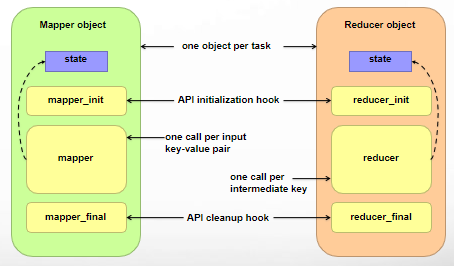 Mapper object
Reducer object
one object per task
state
state
mapper_init
API initialization hook
reducer_init
one call per input
key-value pair
mapper
reducer
one call per
intermediate key
mapper_final
API cleanup hook
reducer_final